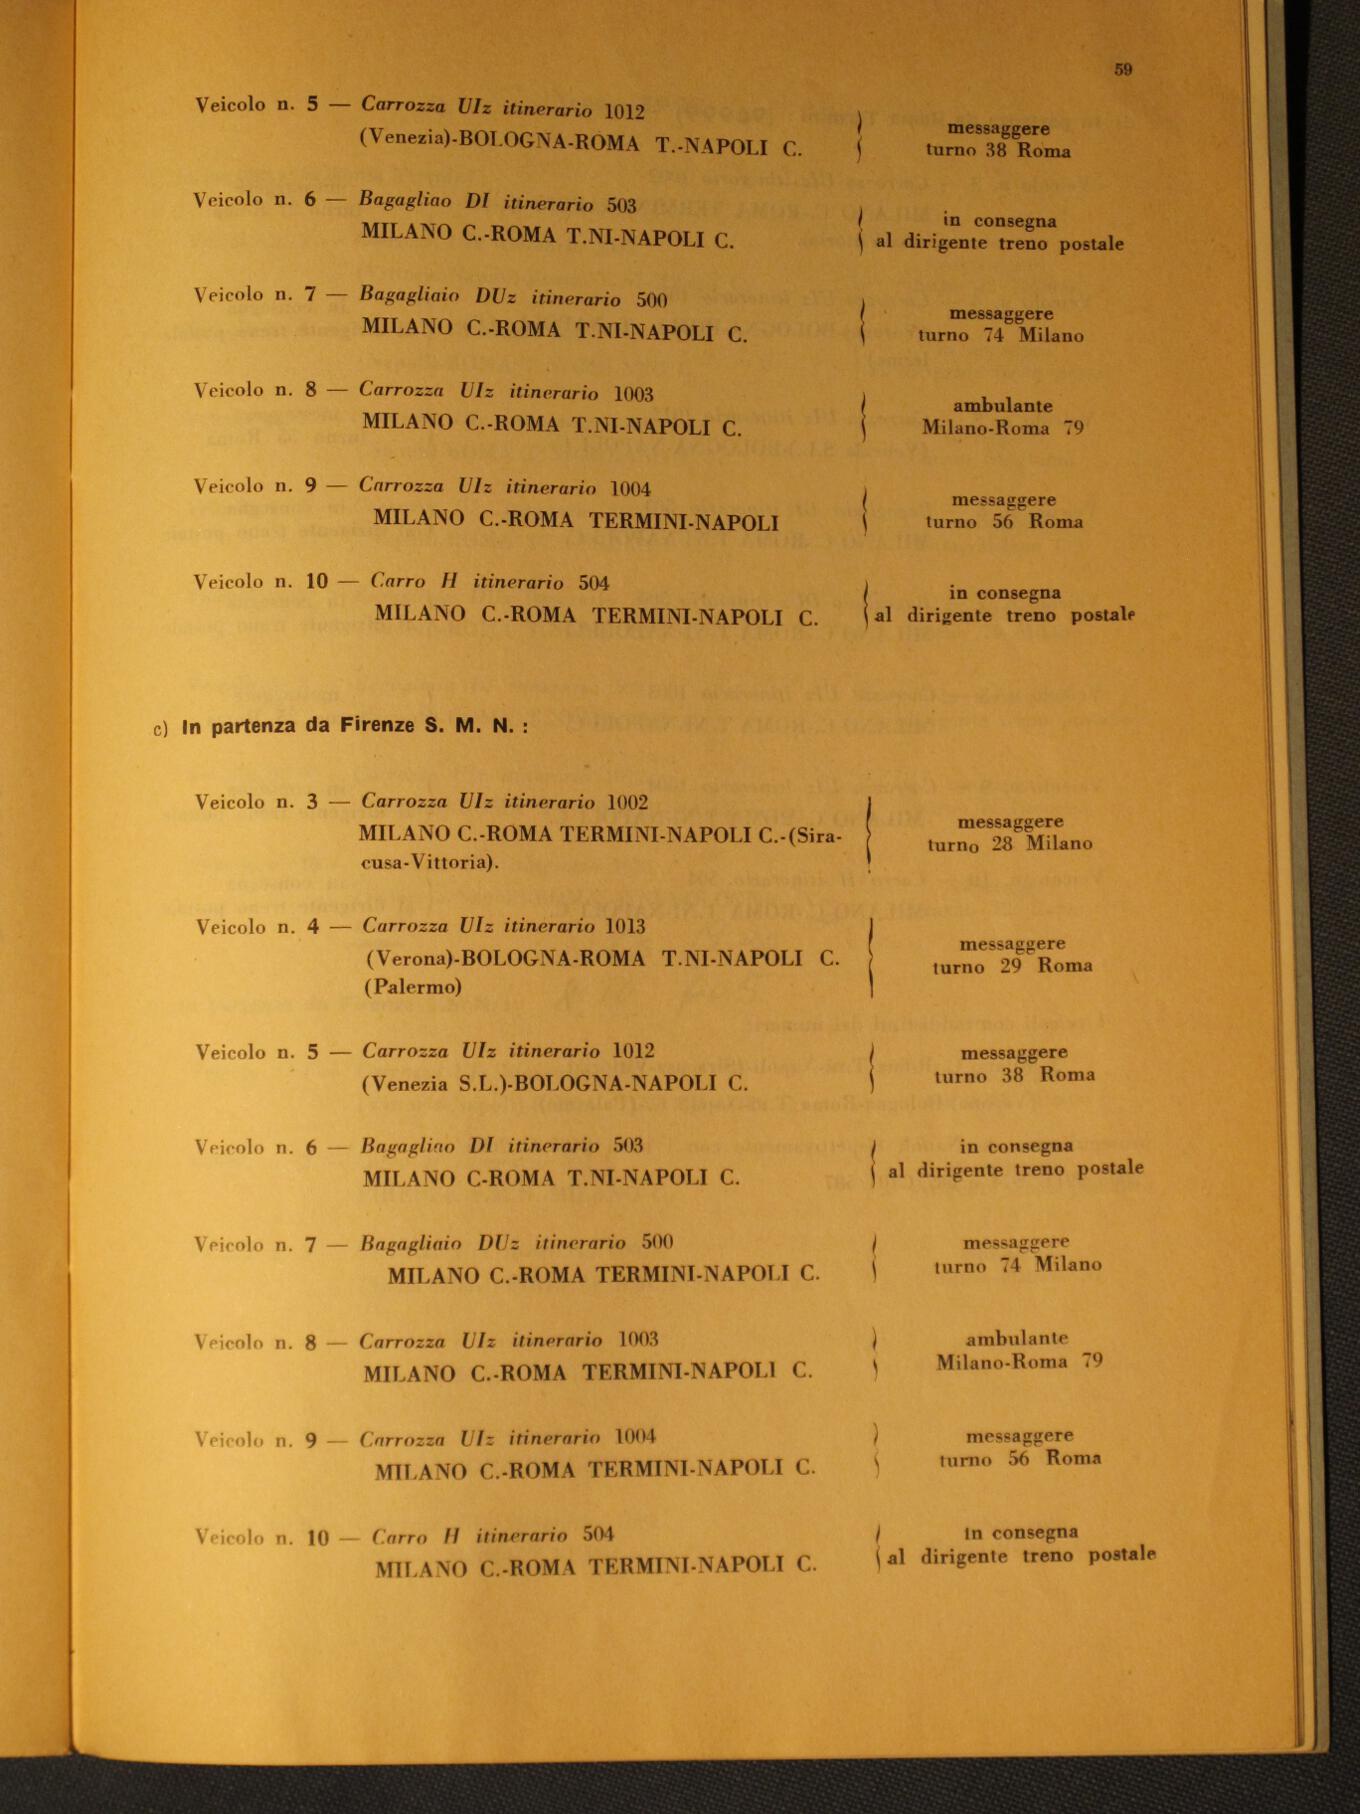 59
Veicolo n. 5 — Carrozza UIz itinerario 1012
(Venezia)-BOLOGNA-ROMA T.-NAPOLI C.
messaggere
turno 38 Roma
Veicolo n. 6 — Bagagliao DI itinerario 503
MILANO C.-ROMA T.NI-NAPOLI C.
in consegna
al dirigente treno postale
Veicolo n. 7 — Bagagliaio DUz itinerario 500
MILANO C.-ROMA T.NI-NAPOLI C.
messaggere
turno 74 Milano
Veicolo n. 8 — Carrozza UIz itinerario 1003
MILANO C.-ROMA T.NI-NAPOLI C.
ambulante
Milano-Roma 79
Veicolo n. 9 — Carrozza UIz itinerario 1004
MILANO C.-ROMA TERMINI-NAPOLI
messaggere
turno 56 Roma
Veicolo n. 10 — Carro H itinerario 504
MILANO C.-ROMA TERMINI-NAPOLI C.
in consegna
al dirigente treno postale
c) In partenza da Firenze S. M. N. :
Veicolo n. 3 — Carrozza UIz itinerario 1002
MILANO C.-ROMA TERMINI-NAPOLI C.-(Sira-
cusa-Vittoria).
messaggere
turno 28 Milano
Veicolo n. 4 — Carrozza UIz itinerario 1013
(Verona)-BOLOGNA-ROMA T.NI-NAPOLI C.
(Palermo)
messaggere
turno 29 Roma
Veicolo n. 5 — Carrozza UIz itinerario 1012
(Venezia S.L.)-BOLOGNA-NAPOLI C.
messaggere
turno 38 Roma
Veicolo n. 6 — Bagagliao DI itinerario 503
MILANO C-ROMA T.NI-NAPOLI C.
in consegna
al dirigente treno postale
Veicolo n. 7 — Bagagliaio DUz itinerario 500
MILANO C.-ROMA TERMINI-NAPOLI C.
messaggere
turno 74 Milano
Veicolo n. 8 — Carrozza UIz itinerario 1003
MILANO C.-ROMA TERMINI-NAPOLI C.
ambulante
Milano-Roma 79
Veicolo n. 9 — Carrozza UIz itinerario 1004
MILANO C.-ROMA TERMINI-NAPOLI C.
messaggere
turno 56 Roma
Veicolo n. 10 — Carro H itinerario 504
MILANO C.-ROMA TERMINI-NAPOLI C.
in consegna
al dirigente treno postale